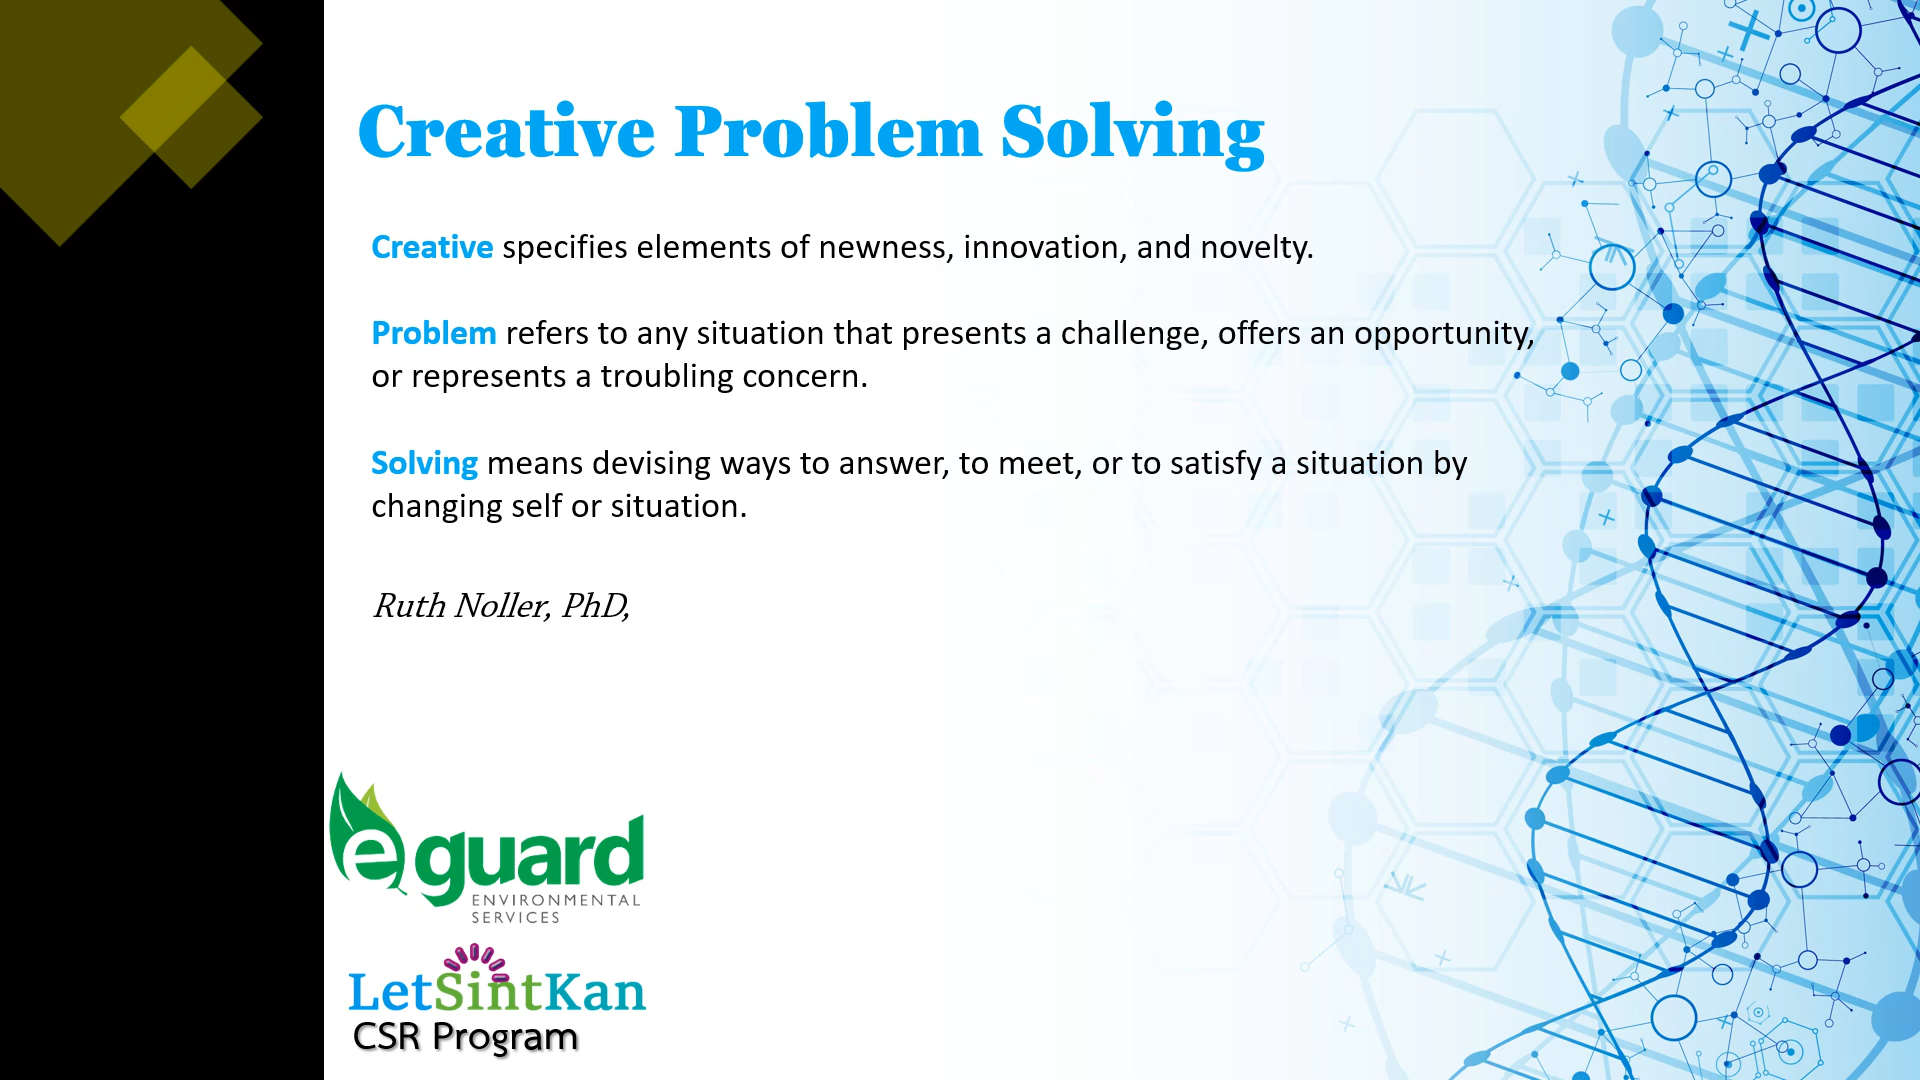 Creative Problem Solving
Creative specifies elements of newness, innovation, and novelty.
Problem refers to any situation that presents a challenge, offers an opportunity,
or represents a troubling concern.
Solving means devising ways to answer, to meet, or to satisfy a situation by
changing self or situation.
Ruth Noller, PhD,
eguard
ENVIRONMENTAL
SERVICES
LetSintKan
CSR Program